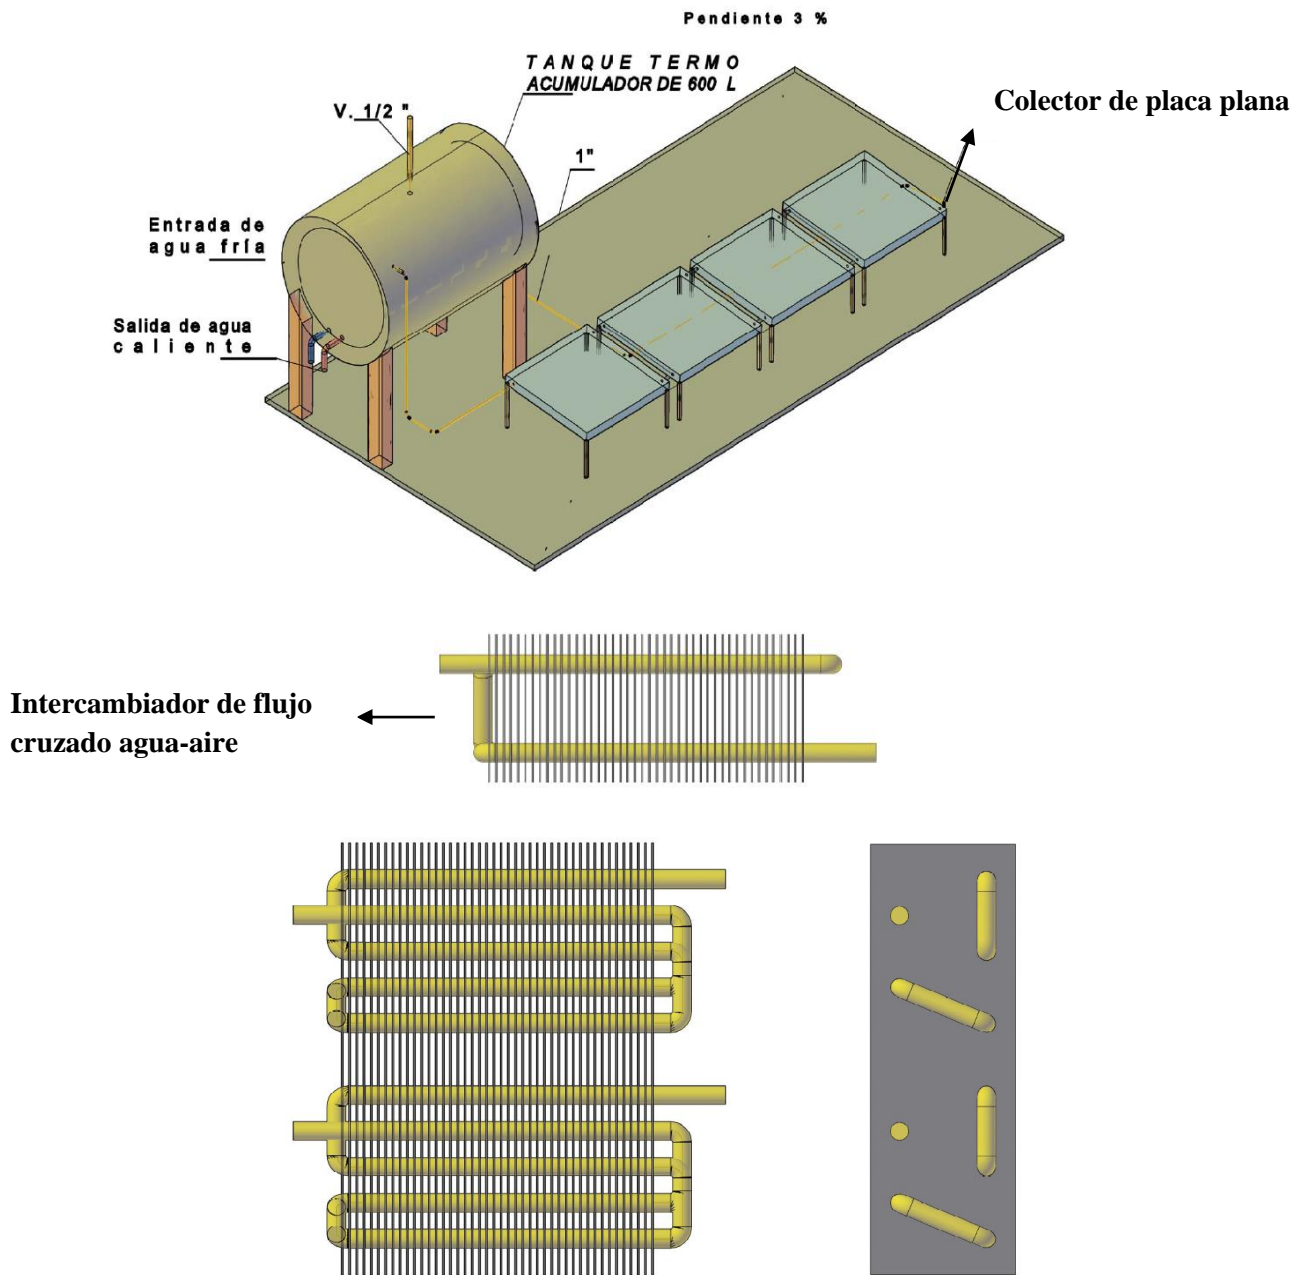 Pendiente 3 %
TANQUE TERMO
ACUMULADOR DE 600 L
Colector de placa plana
V. 1/2 "
1"
Entrada de
agua fría
Salida de agua
caliente
Intercambiador de flujo
cruzado agua-aire